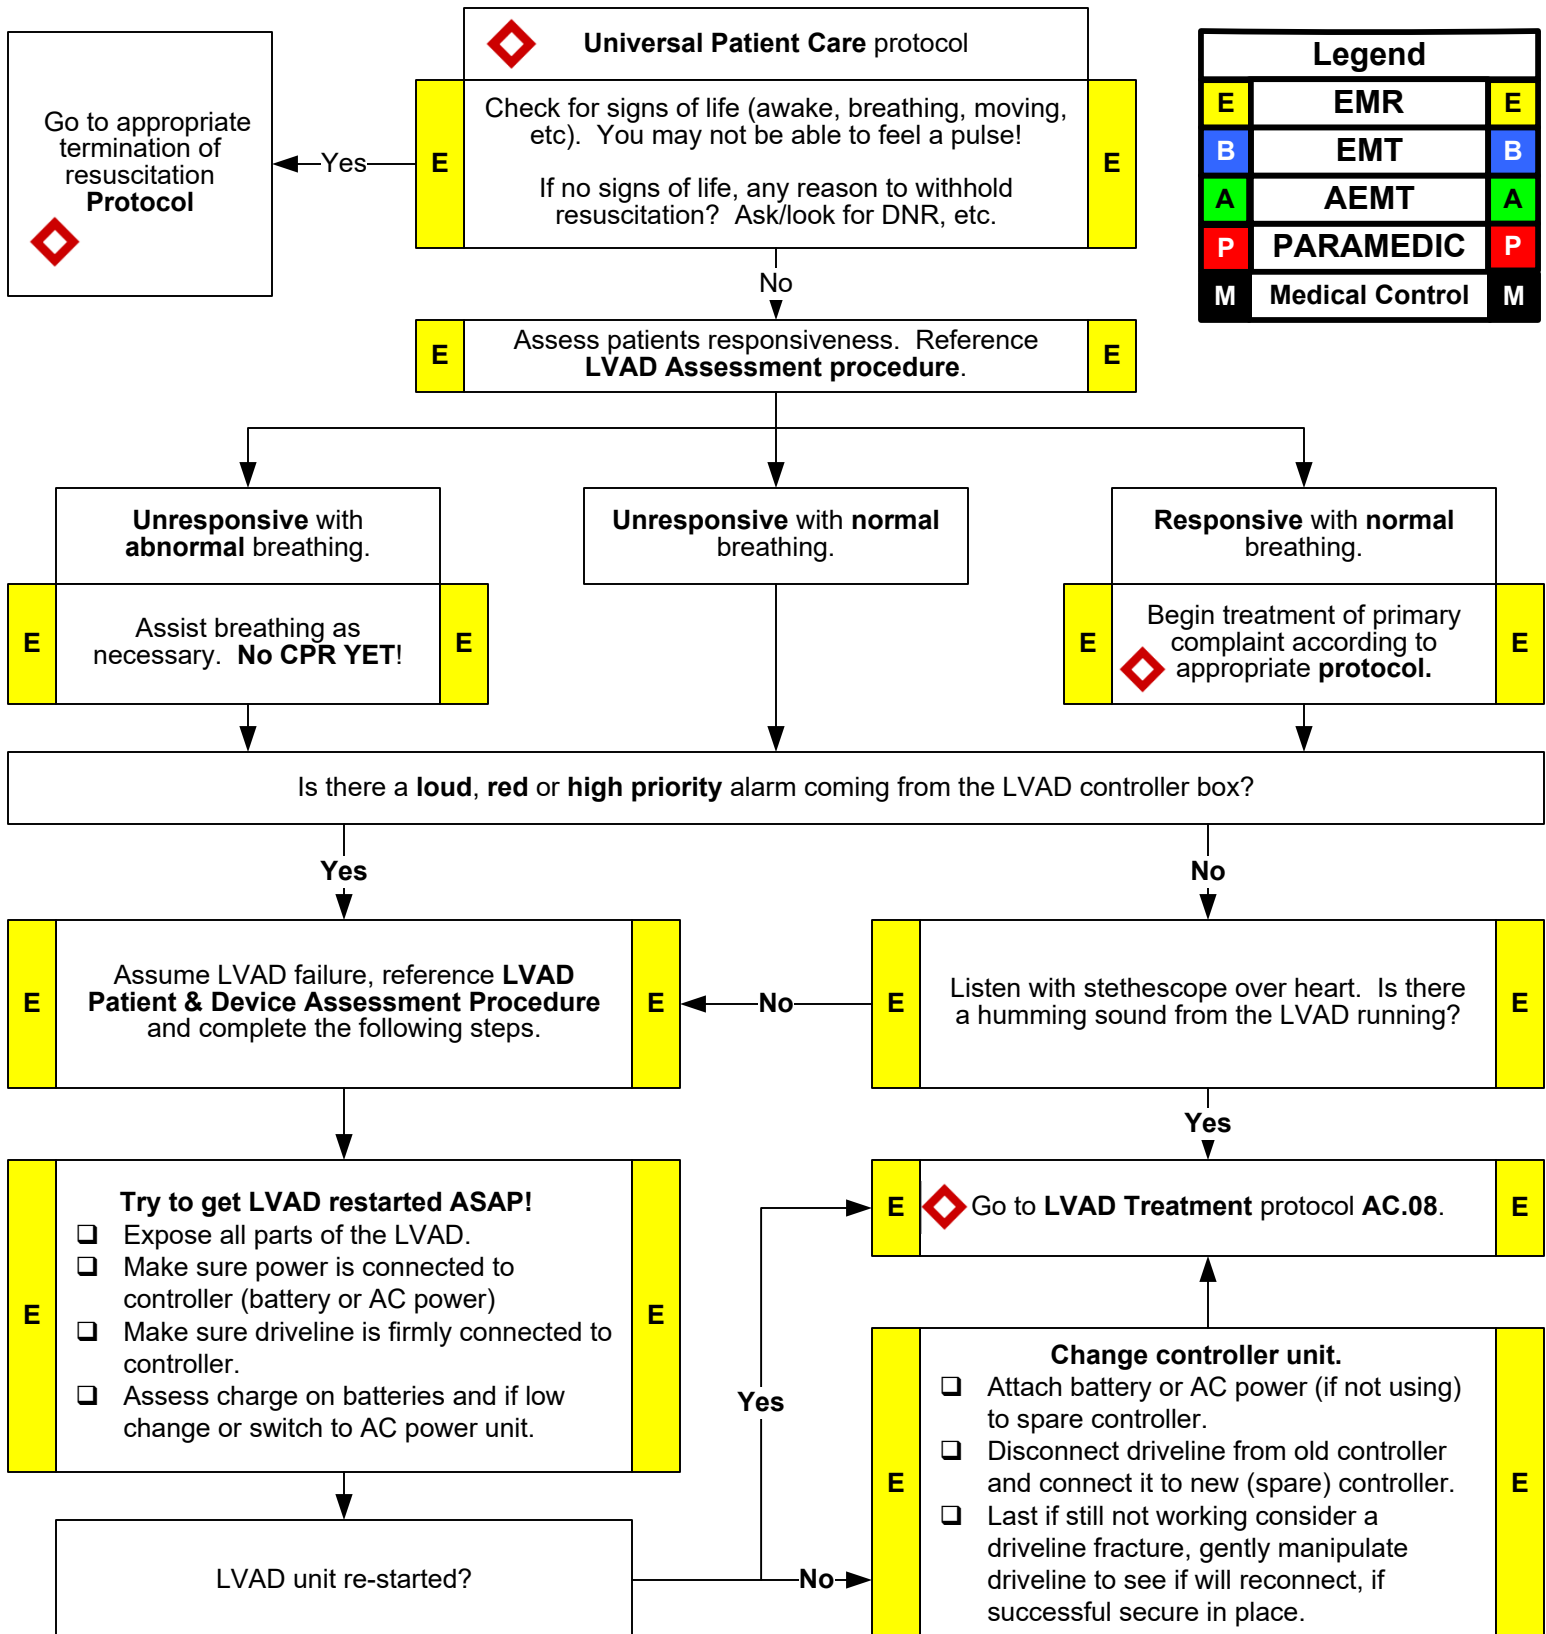 Universal Patient Care protocol
E
Check for signs of life (awake, breathing, moving,
etc). You may not be able to feel a pulse!
If no signs of life, any reason to withhold
resuscitation? Ask/look for DNR, etc.
E
Yes
Go to appropriate
termination of
resuscitation
Protocol
Legend
E EMR E
B EMT B
A AEMT A
P PARAMEDIC P
M Medical Control M
No
E
Assess patients responsiveness. Reference
LVAD Assessment procedure.
E
Unresponsive with
abnormal breathing.
E
Assist breathing as
necessary. No CPR YET!
E
Unresponsive with normal
breathing.
Responsive with normal
breathing.
E
Begin treatment of primary
complaint according to
appropriate protocol.
E
Is there a loud, red or high priority alarm coming from the LVAD controller box?
Yes
No
E
Assume LVAD failure, reference LVAD
Patient & Device Assessment Procedure
and complete the following steps.
E
No
E
Listen with stethescope over heart. Is there
a humming sound from the LVAD running?
E
Yes
E
Try to get LVAD restarted ASAP!
❑ Expose all parts of the LVAD.
❑ Make sure power is connected to
controller (battery or AC power)
❑ Make sure driveline is firmly connected to
controller.
❑ Assess charge on batteries and if low
change or switch to AC power unit.
E
E
Go to LVAD Treatment protocol AC.08.
E
LVAD unit re-started?
Yes
No
E
Change controller unit.
❑ Attach battery or AC power (if not using)
to spare controller.
❑ Disconnect driveline from old controller
and connect it to new (spare) controller.
❑ Last if still not working consider a
driveline fracture, gently manipulate
driveline to see if will reconnect, if
successful secure in place.
E